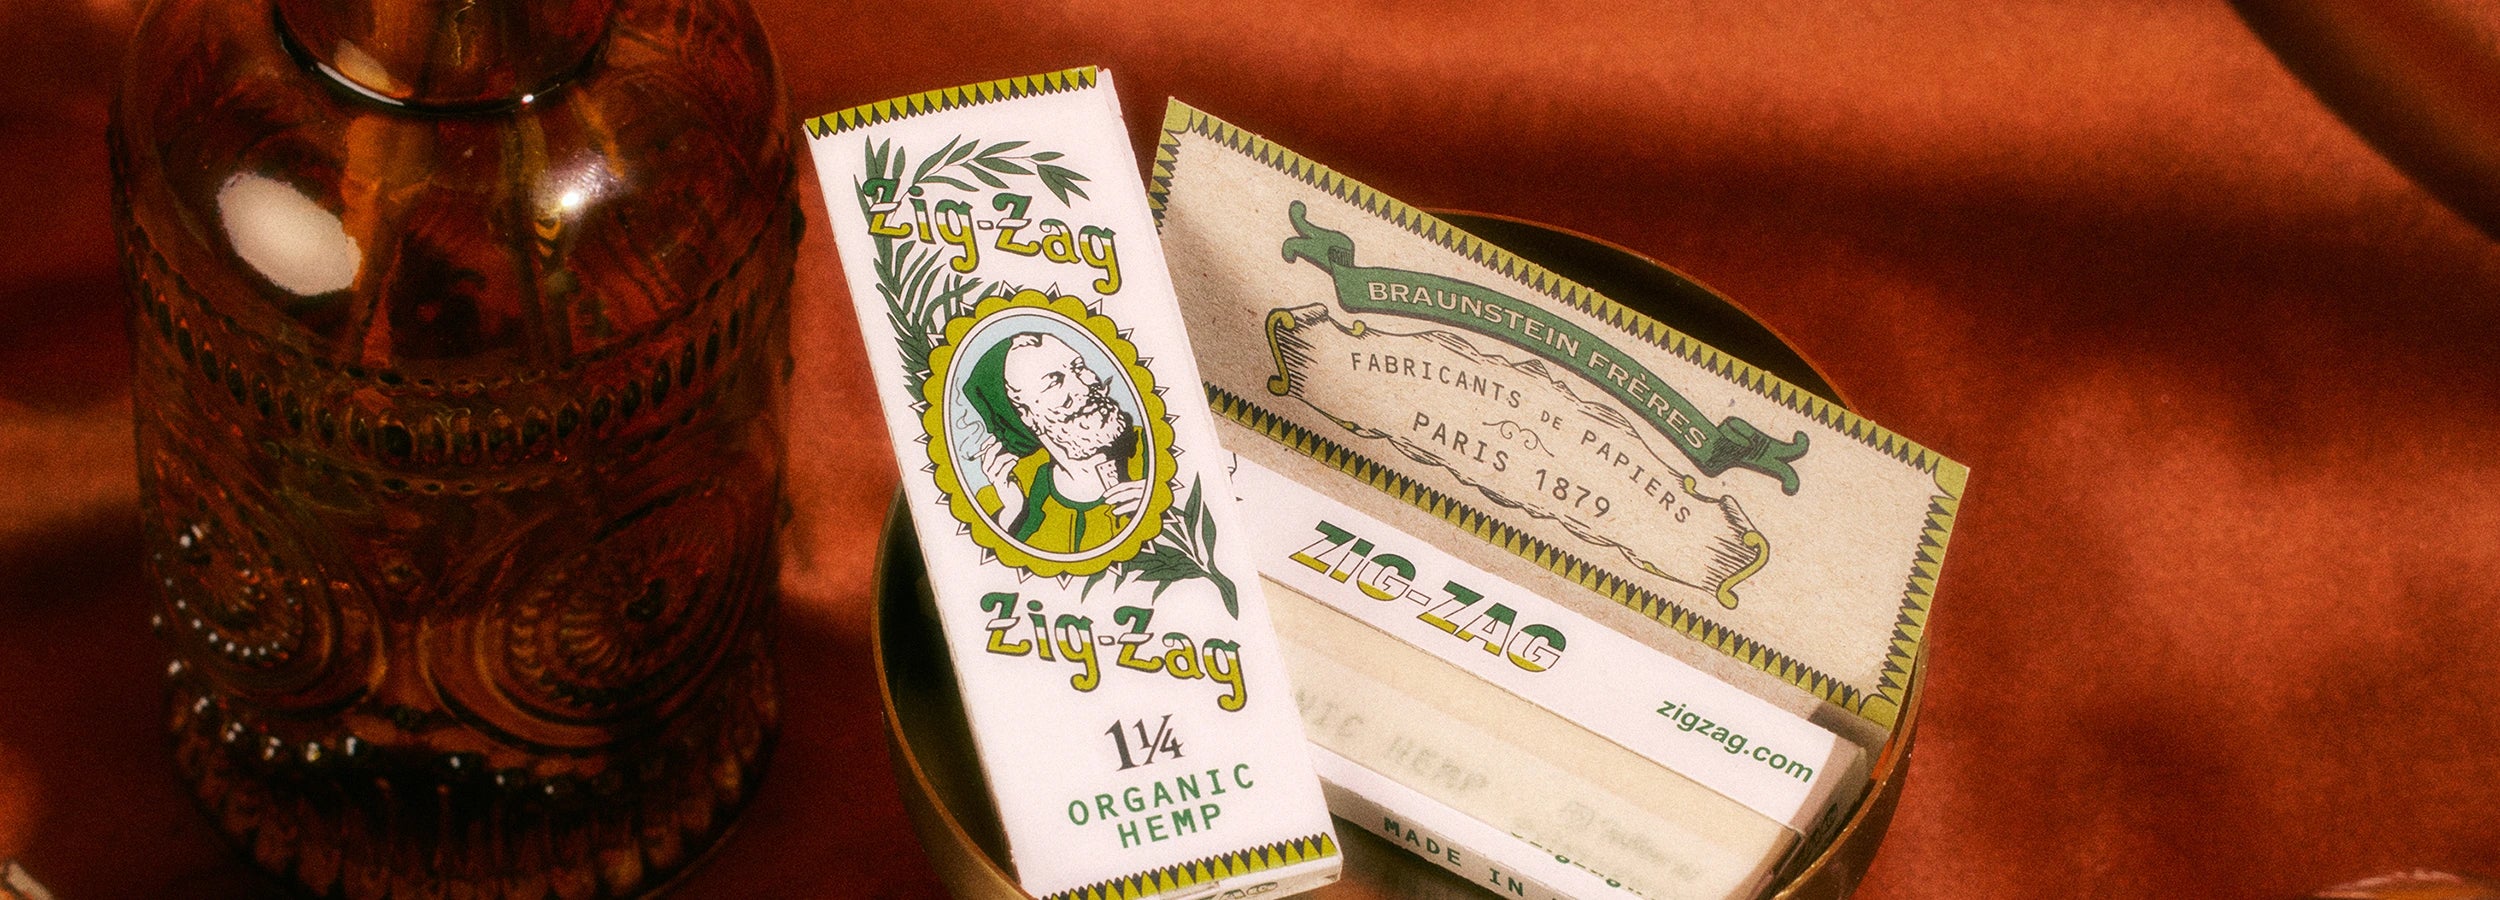 Zig-Zag
Zig-Zag
1¼
ORGANIC
HEMP
BRAUNSTEIN FRÈRES
FABRICANTS DE PAPIERS
PARIS 1879
ZIG-ZAG
zigzag.com
HEMP
MADE IN